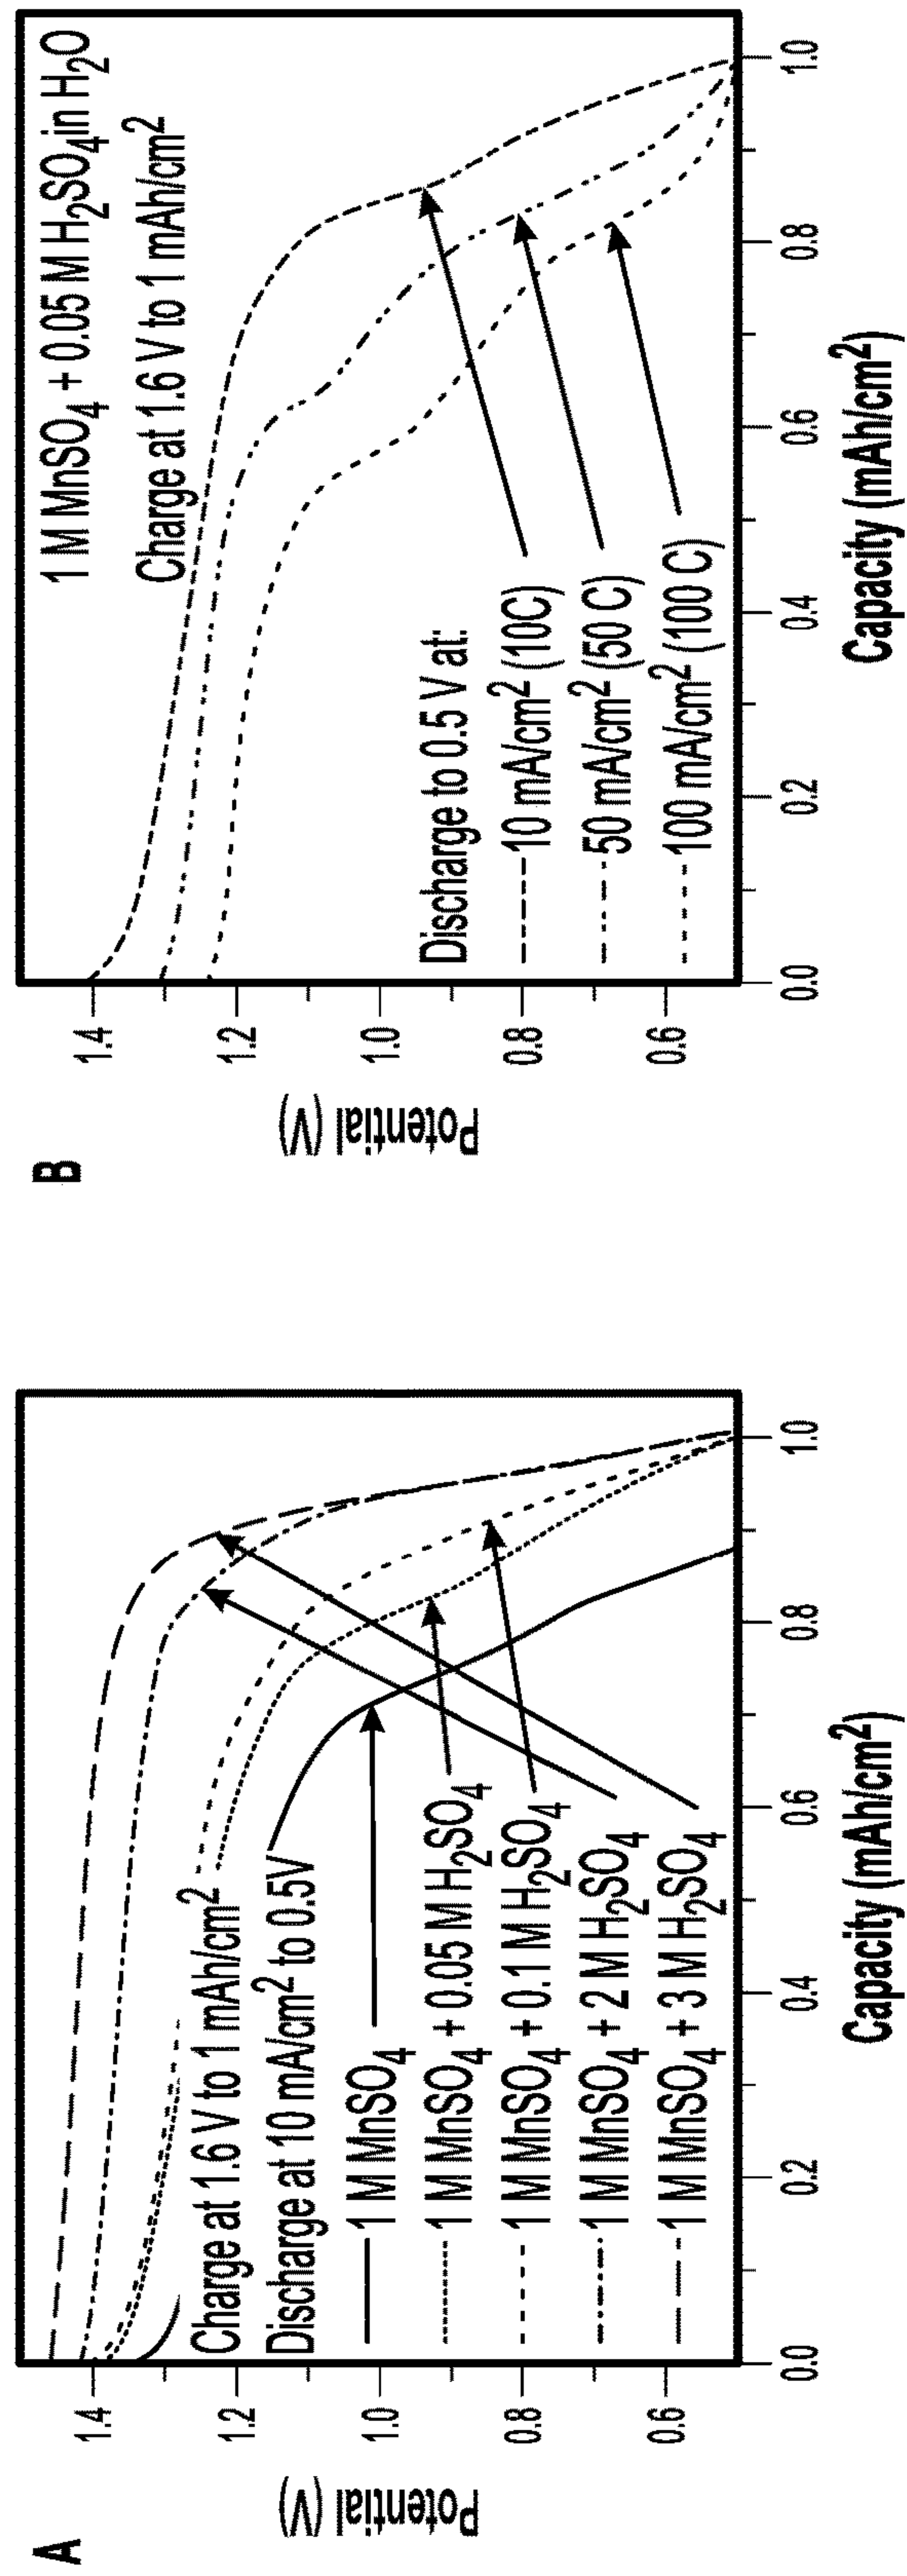 A
Potential (V)
1.4
1.2
1.0
0.8
0.6
Charge at 1.6 V to 1 mAh/cm2
Discharge at 10 mA/cm2 to 0.5V
1 M MnSO4
1 M MnSO4 + 0.05 M H2SO4
1 M MnSO4 + 0.1 M H2SO4
1 M MnSO4 + 2 M H2SO4
1 M MnSO4 + 3 M H2SO4
0.0 0.2 0.4 0.6 0.8 1.0
Capacity (mAh/cm2)
B
Potential (V)
1.4
1.2
1.0
0.8
0.6
1 M MnSO4 + 0.05 M H2SO4in H2O
Charge at 1.6 V to 1 mAh/cm2
Discharge to 0.5 V at:
10 mA/cm2 (10C)
50 mA/cm2 (50 C)
100 mA/cm2 (100 C)
0.0 0.2 0.4 0.6 0.8 1.0
Capacity (mAh/cm2)